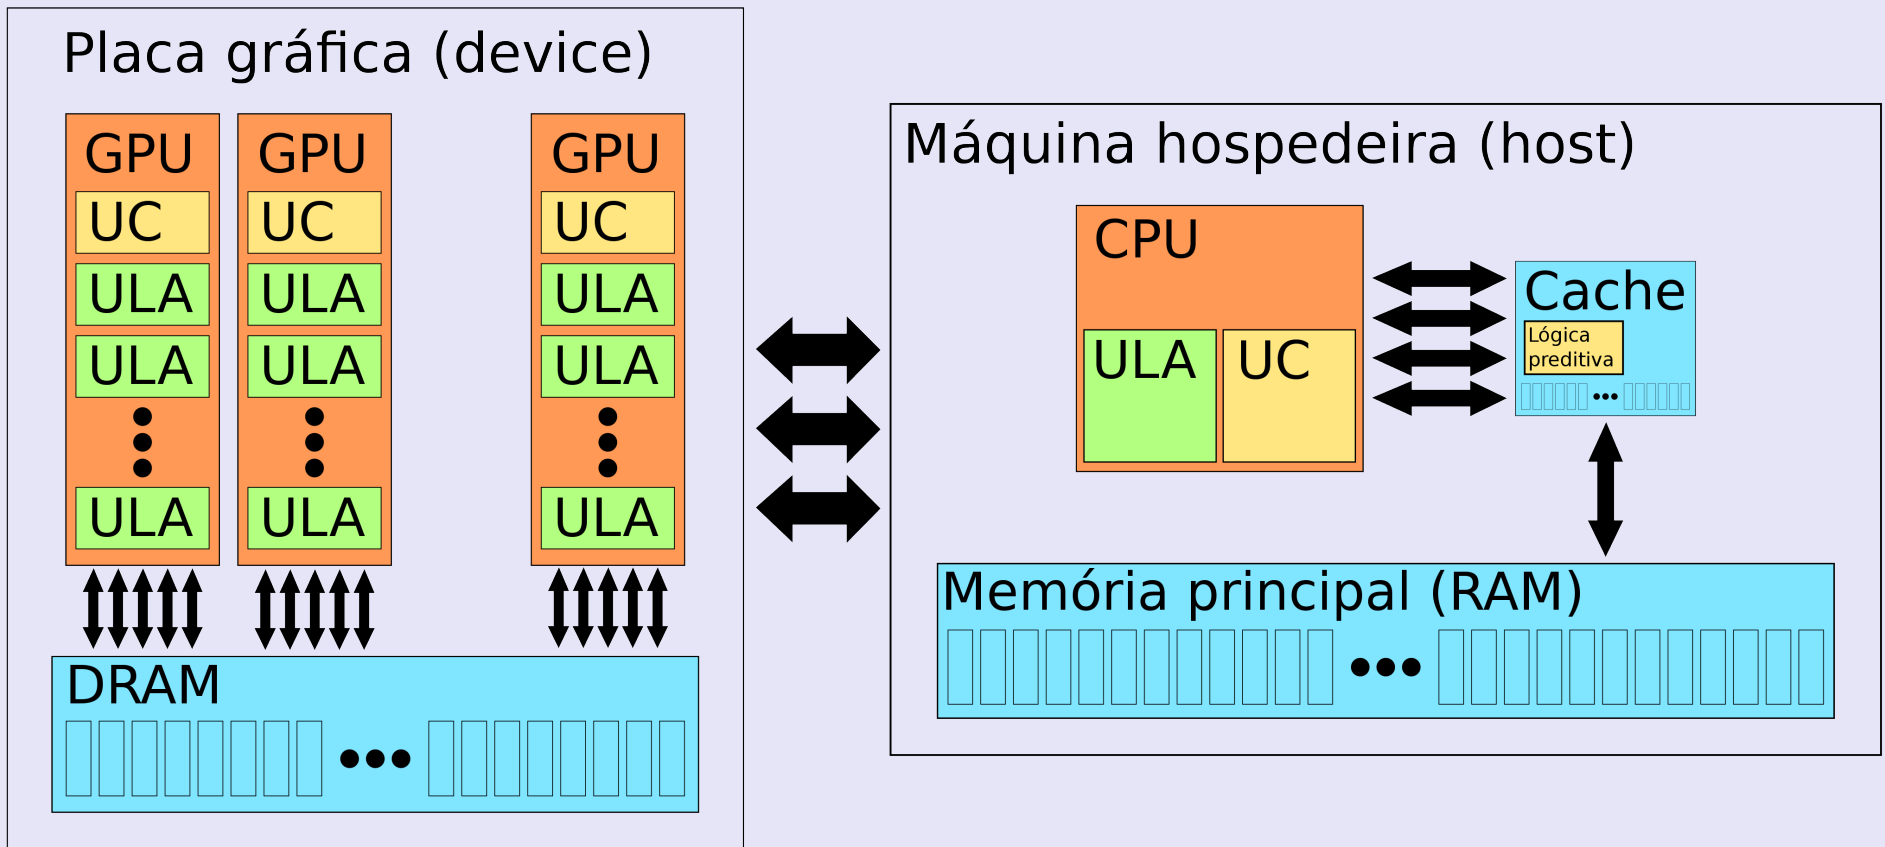 Placa gráfica (device)
GPU
UC
ULA
ULA
ULA
GPU
UC
ULA
ULA
ULA
GPU
UC
ULA
ULA
ULA
DRAM
Máquina hospedeira (host)
CPU
ULA
UC
Cache
Lógica
preditiva
Memória principal (RAM)